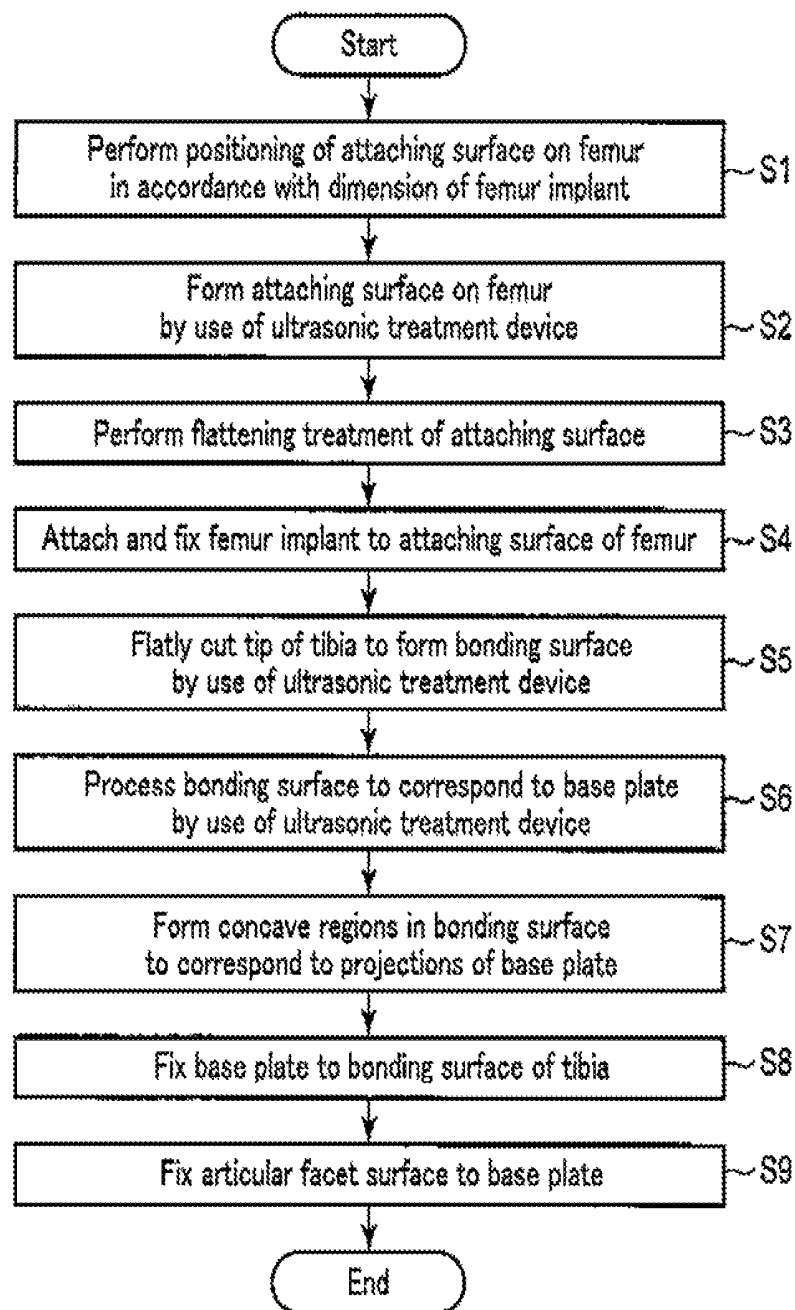 Start
Perform positioning of attaching surface on femur
in accordance with dimension of femur implant
S1
Form attaching surface on femur
by use of ultrasonic treatment device
S2
Perform flattening treatment of attaching surface
S3
Attach and fix femur implant to attaching surface of femur
S4
Flatly cut tip of tibia to form bonding surface
by use of ultrasonic treatment device
S5
Process bonding surface to correspond to base plate
by use of ultrasonic treatment device
S6
Form concave regions in bonding surface
to correspond to projections of base plate
S7
Fix base plate to bonding surface of tibia
S8
Fix articular facet surface to base plate
S9
End